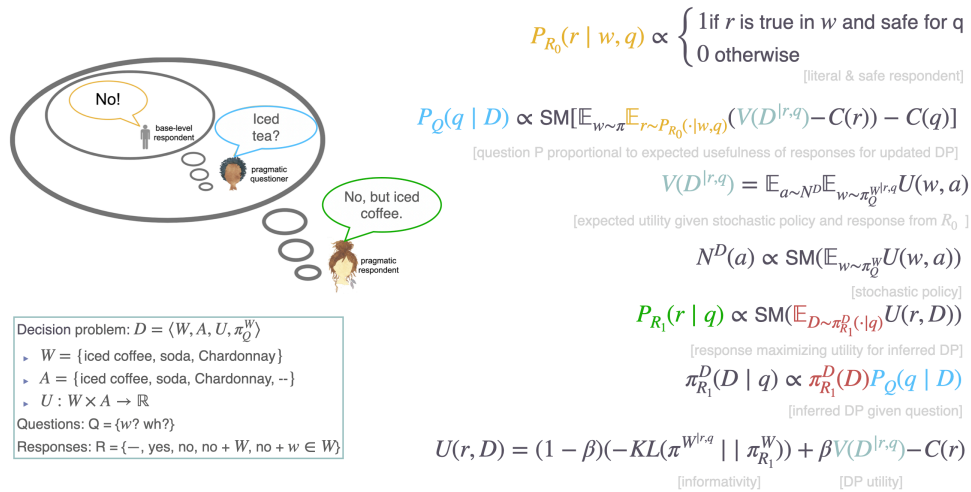 No!
base-level
respondent
Iced
tea?
pragmatic
questioner
No, but iced
coffee.
pragmatic
respondent
Decision problem: D = ⟨W, A, U, π_Q^W⟩
▸ W = {iced coffee, soda, Chardonnay}
▸ A = {iced coffee, soda, Chardonnay, --}
▸ U : W × A → ℝ
Questions: Q = {w? wh?}
Responses: R = {−, yes, no, no + W, no + w ∈ W}
P_{R_0}(r | w, q) ∝ { 1 if r is true in w and safe for q
0 otherwise
[literal & safe respondent]
P_Q(q | D) ∝ SM[𝔼_{w∼π}𝔼_{r∼P_{R_0}(·|w,q)}(V(D^{|r,q})−C(r)) − C(q)]
[question P proportional to expected usefulness of responses for updated DP]
V(D^{|r,q}) = 𝔼_{a∼N^D}𝔼_{w∼π_Q^{W|r,q}}U(w, a)
[expected utility given stochastic policy and response from R_0 ]
N^D(a) ∝ SM(𝔼_{w∼π_Q^W}U(w, a))
[stochastic policy]
P_{R_1}(r | q) ∝ SM(𝔼_{D∼π_{R_1}^D(·|q)}U(r, D))
[response maximizing utility for inferred DP]
π_{R_1}^D(D | q) ∝ π_{R_1}^D(D)P_Q(q | D)
[inferred DP given question]
U(r, D) = (1 − β)(−KL(π^{W|r,q} | | π_{R_1}^W)) + βV(D^{|r,q})−C(r)
[informativity] [DP utility]